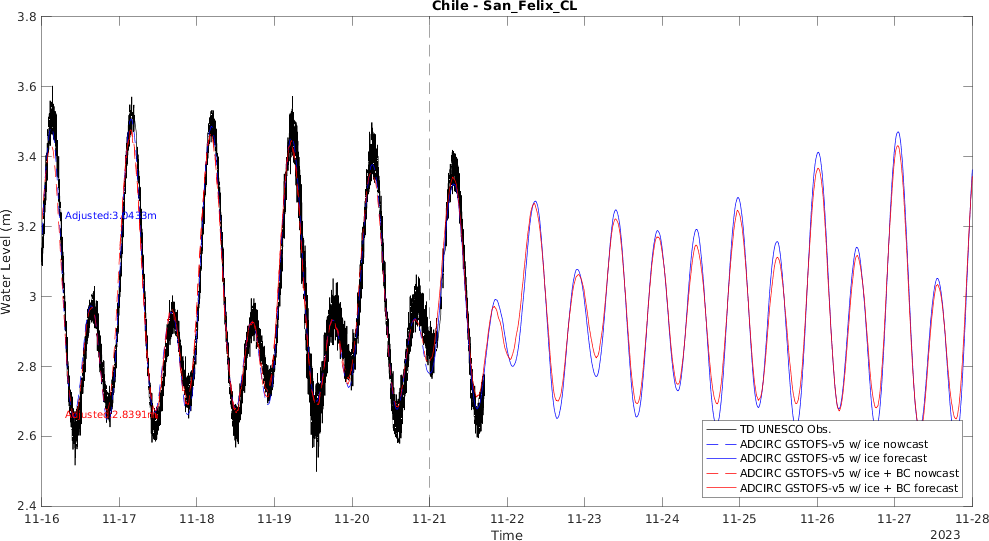 Chile - San_Felix_CL
3.8
3.6
3.4
3.2
3
2.8
2.6
2.4
Water Level (m)
Adjusted:3.0433m
Adjusted:2.8391m
TD UNESCO Obs.
ADCIRC GSTOFS-v5 w/ ice nowcast
ADCIRC GSTOFS-v5 w/ ice forecast
ADCIRC GSTOFS-v5 w/ ice + BC nowcast
ADCIRC GSTOFS-v5 w/ ice + BC forecast
11-16 11-17 11-18 11-19 11-20 11-21 11-22 11-23 11-24 11-25 11-26 11-27 11-28
Time
2023